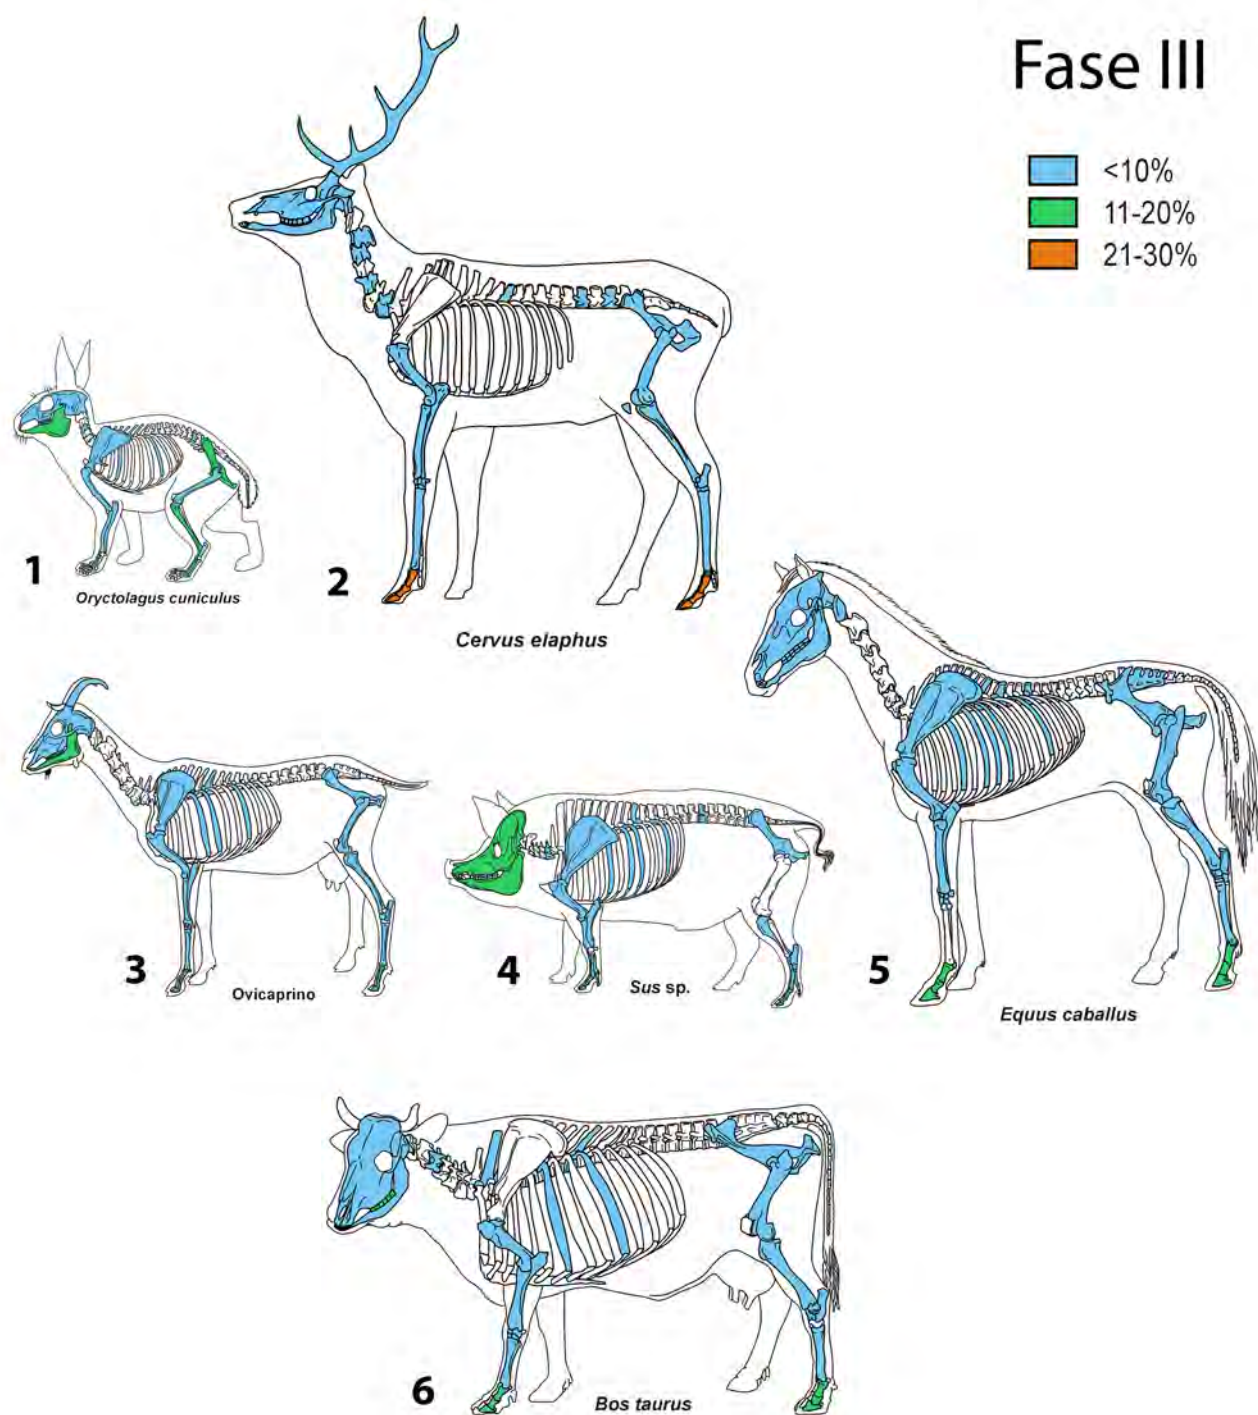 Fase III
<10%
11-20%
21-30%
1
Oryctolagus cuniculus
2
Cervus elaphus
3
Ovicaprino
4
Sus sp.
5
Equus caballus
6
Bos taurus